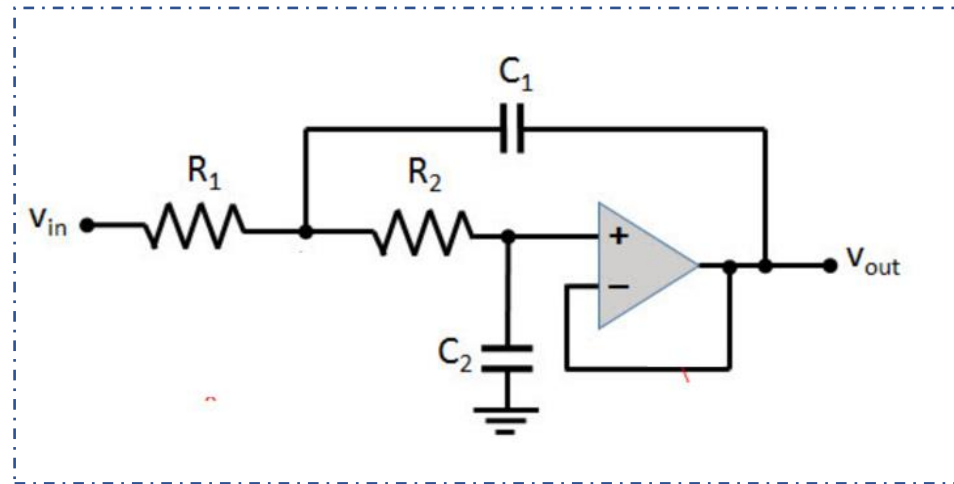 C₁
R₁
R₂
vᵢₙ
+
−
vₒᵤₜ
C₂